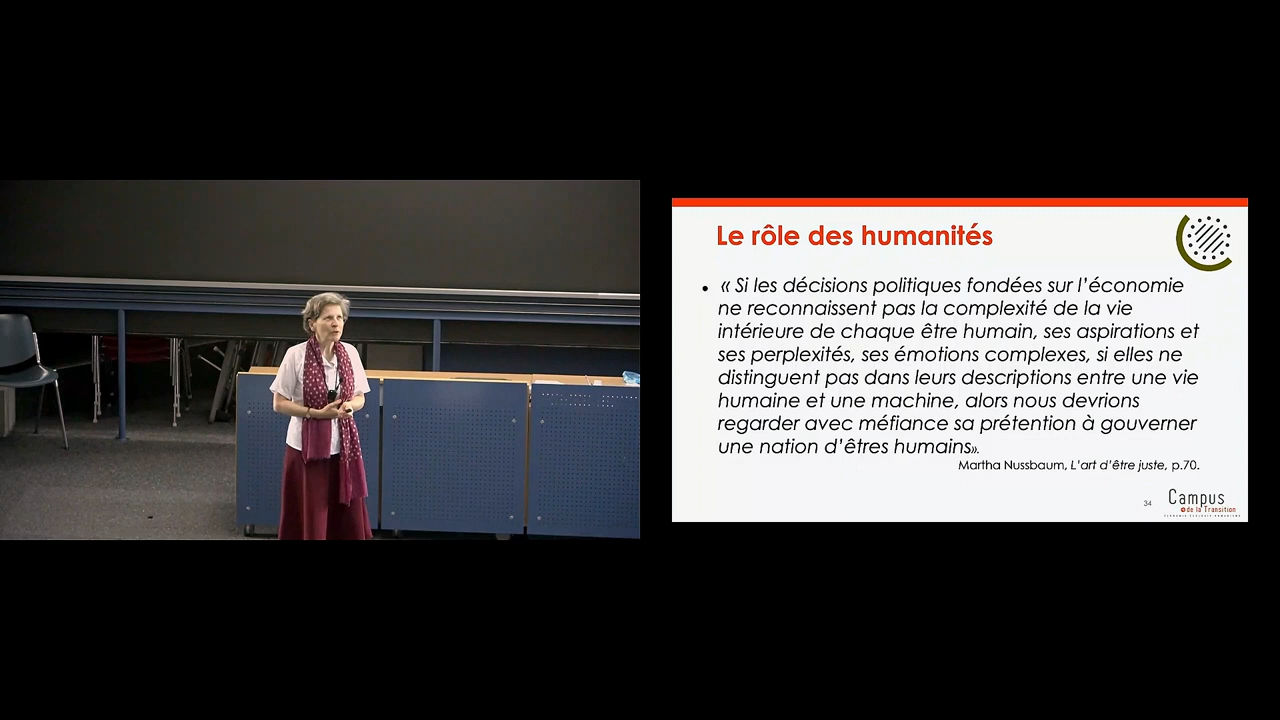 Le rôle des humanités
• « Si les décisions politiques fondées sur l'économie
ne reconnaissent pas la complexité de la vie
intérieure de chaque être humain, ses aspirations et
ses perplexités, ses émotions complexes, si elles ne
distinguent pas dans leurs descriptions entre une vie
humaine et une machine, alors nous devrions
regarder avec méfiance sa prétention à gouverner
une nation d'êtres humains».
Martha Nussbaum, L'art d'être juste, p.70.
34
Campus
de la Transition